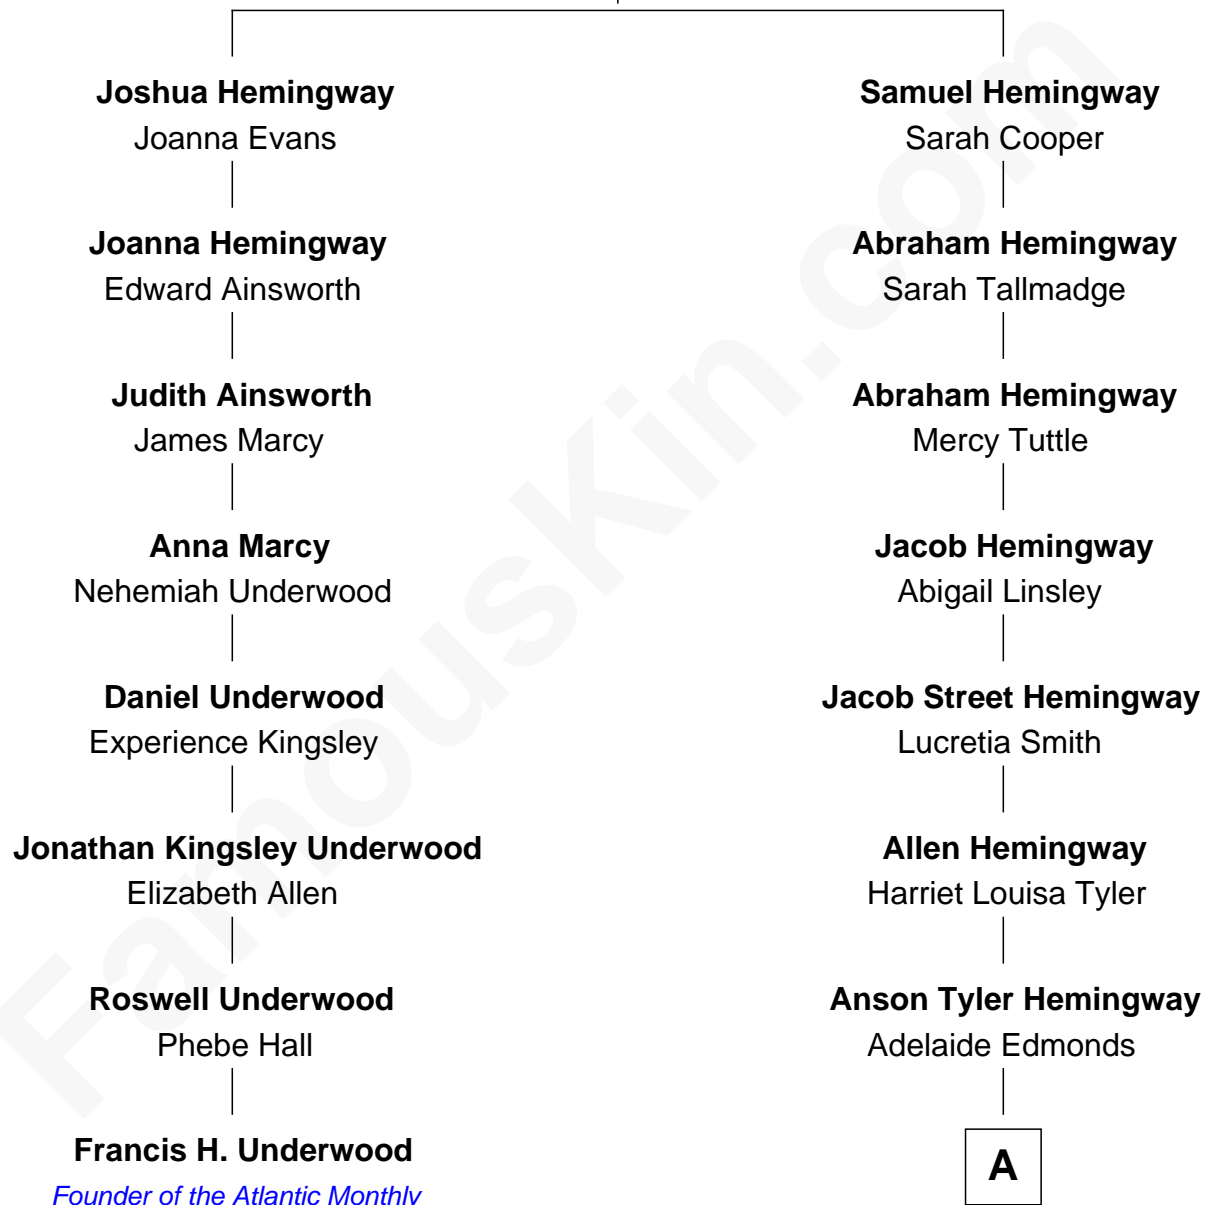 Joshua Hemingway
Joanna Evans
Joanna Hemingway
Edward Ainsworth
Judith Ainsworth
James Marcy
Anna Marcy
Nehemiah Underwood
Daniel Underwood
Experience Kingsley
Jonathan Kingsley Underwood
Elizabeth Allen
Roswell Underwood
Phebe Hall
Francis H. Underwood
Founder of the Atlantic Monthly
Samuel Hemingway
Sarah Cooper
Abraham Hemingway
Sarah Tallmadge
Abraham Hemingway
Mercy Tuttle
Jacob Hemingway
Abigail Linsley
Jacob Street Hemingway
Lucretia Smith
Allen Hemingway
Harriet Louisa Tyler
Anson Tyler Hemingway
Adelaide Edmonds
A
FamousKin.com